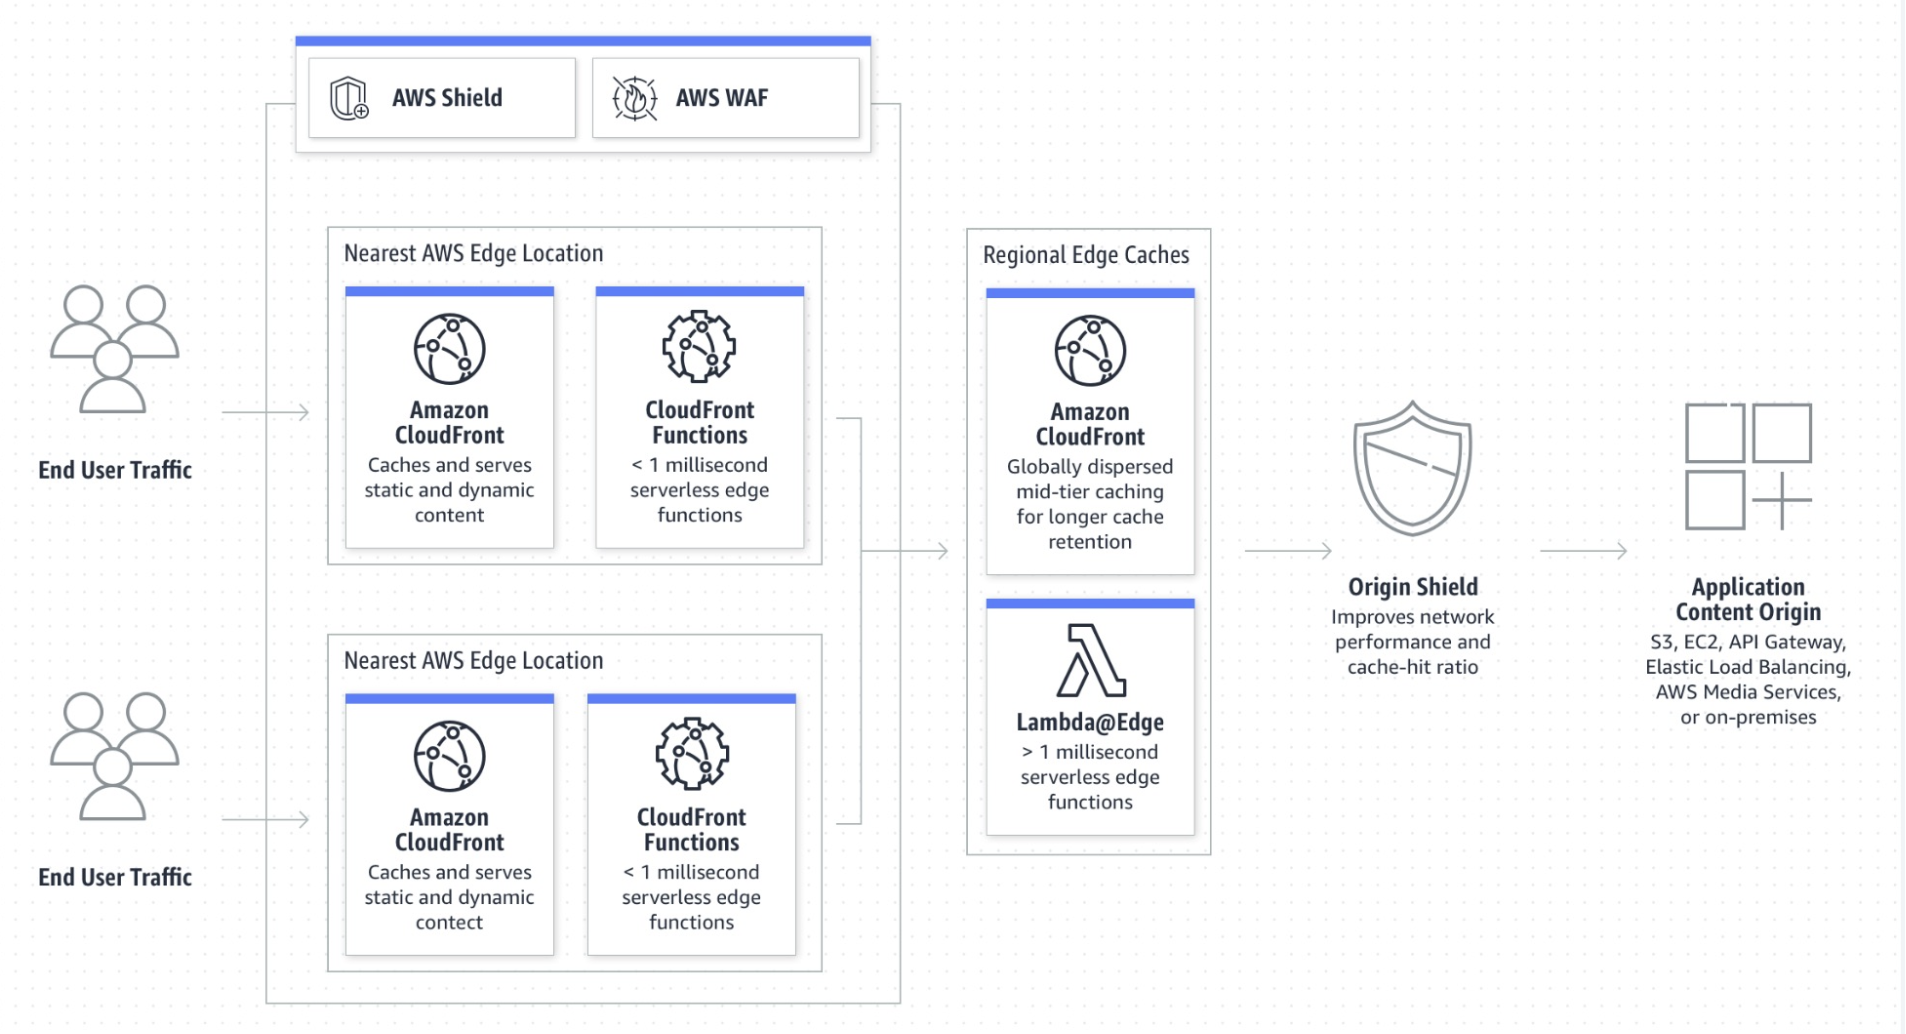 AWS Shield
AWS WAF
Nearest AWS Edge Location
Amazon
CloudFront
Caches and serves
static and dynamic
content
CloudFront
Functions
< 1 millisecond
serverless edge
functions
End User Traffic
Nearest AWS Edge Location
Amazon
CloudFront
Caches and serves
static and dynamic
contect
CloudFront
Functions
< 1 millisecond
serverless edge
functions
End User Traffic
Regional Edge Caches
Amazon
CloudFront
Globally dispersed
mid-tier caching
for longer cache
retention
Lambda@Edge
> 1 millisecond
serverless edge
functions
Origin Shield
Improves network
performance and
cache-hit ratio
Application
Content Origin
S3, EC2, API Gateway,
Elastic Load Balancing,
AWS Media Services,
or on-premises